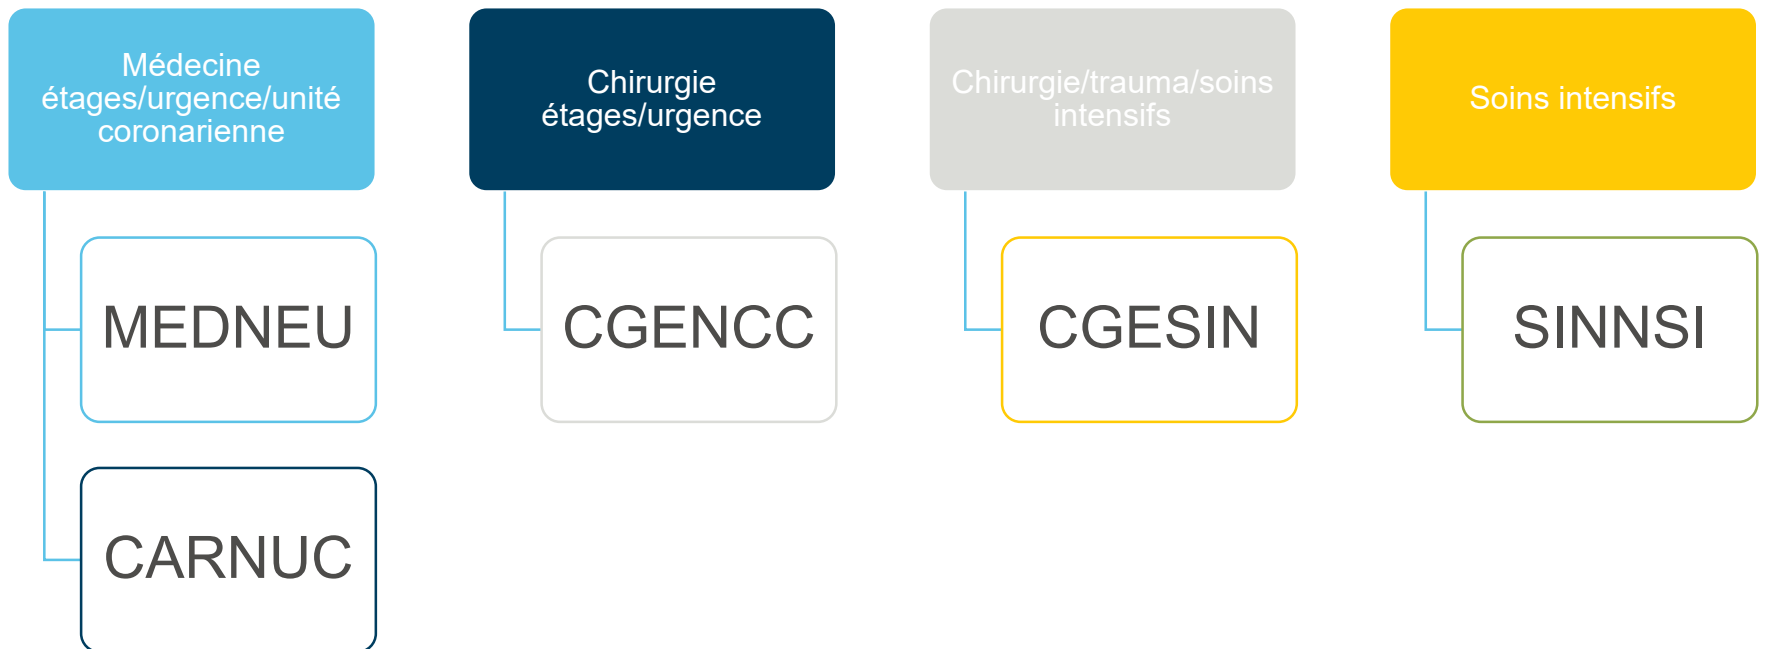 Médecine
étages/urgence/unité
coronarienne
MEDNEU
CARNUC
Chirurgie
étages/urgence
CGENCC
Chirurgie/trauma/soins
intensifs
CGESIN
Soins intensifs
SINNSI